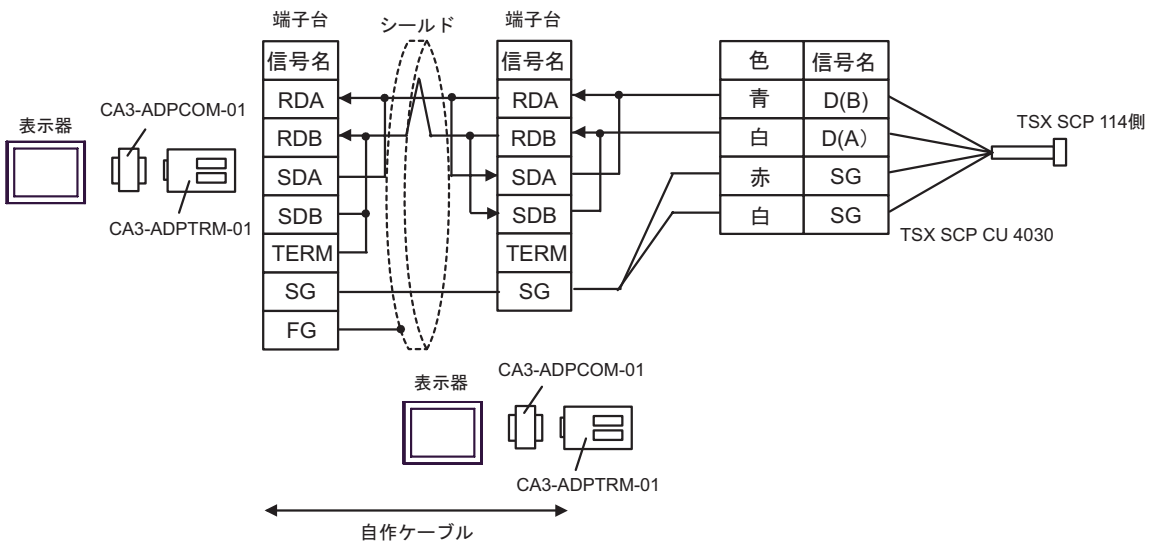 端子台
シールド
端子台
信号名
信号名
色
信号名
RDA
RDA
青
D(B)
CA3-ADPCOM-01
表示器
RDB
RDB
白
D(A）
TSX SCP 114側
SDA
SDA
赤
SG
CA3-ADPTRM-01
SDB
SDB
白
SG
TSX SCP CU 4030
TERM
TERM
SG
SG
FG
表示器
CA3-ADPCOM-01
CA3-ADPTRM-01
自作ケーブル